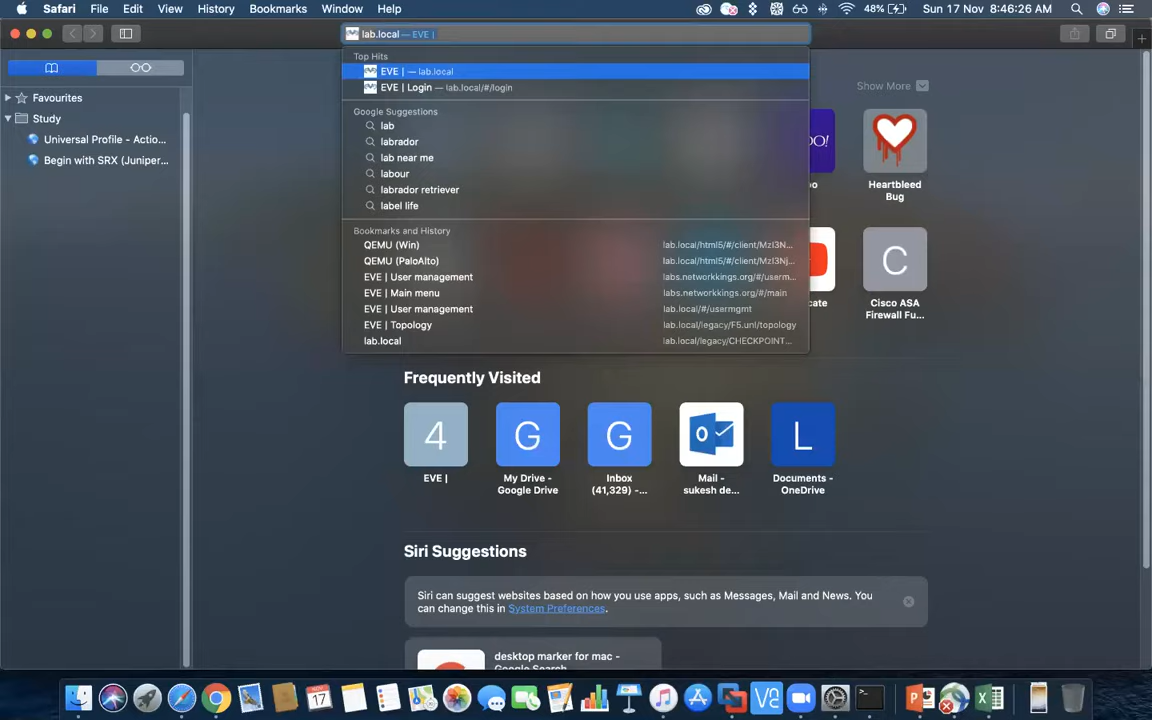 Safari File Edit View History Bookmarks Window Help
48% Sun 17 Nov 8:46:26 AM
lab.local — EVE |
Top Hits
EVE | — lab.local
EVE | Login — lab.local/#/login
Google Suggestions
lab
labrador
lab near me
labour
labrador retriever
label life
Bookmarks and History
QEMU (Win) lab.local/html5/#/client/MzI3N...
QEMU (PaloAlto) lab.local/html5/#/client/MzI3Nj...
EVE | User management labs.networkkings.org/#/userm...
EVE | Main menu labs.networkkings.org/#/main
EVE | User management lab.local/#/usermgmt
EVE | Topology lab.local/legacy/F5.unl/topology
lab.local lab.local/legacy/CHECKPOINT...
Favourites
Study
Universal Profile - Actio...
Begin with SRX (Juniper...
Show More
OO!
oo
Heartbleed
Bug
C
cate
Cisco ASA
Firewall Fu...
Frequently Visited
4 G G L
EVE |
My Drive -
Google Drive
Inbox
(41,329) -...
Mail -
sukesh de...
Documents -
OneDrive
Siri Suggestions
Siri can suggest websites based on how you use apps, such as Messages, Mail and News. You
can change this in System Preferences.
desktop marker for mac -
Google Search
NOV
17